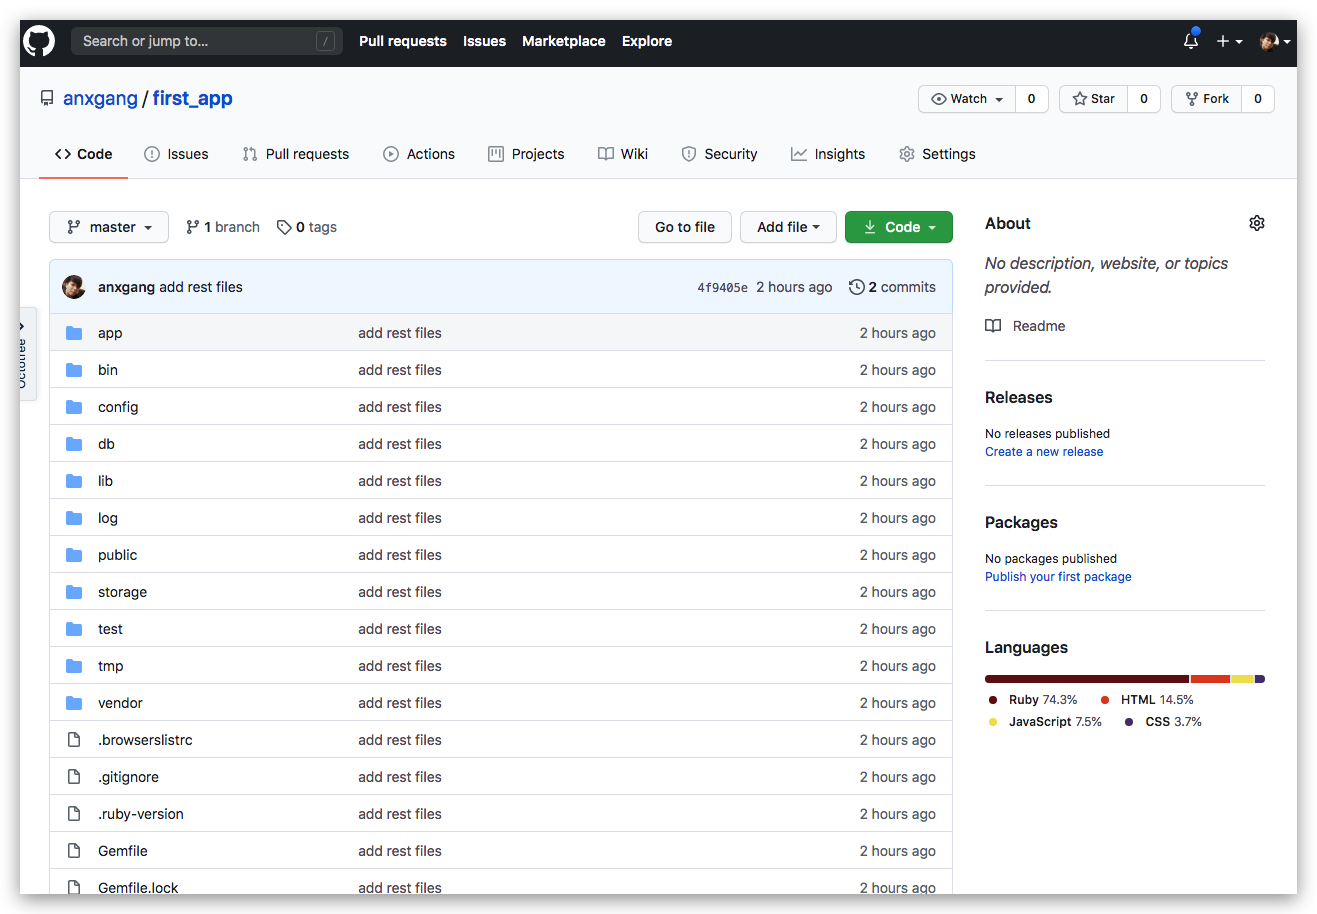 Search or jump to... / Pull requests Issues Marketplace Explore
anxgang / first_app Watch 0 Star 0 Fork 0
Code Issues Pull requests Actions Projects Wiki Security Insights Settings
master 1 branch 0 tags Go to file Add file Code
anxgang add rest files 4f9405e 2 hours ago 2 commits
app add rest files 2 hours ago
bin add rest files 2 hours ago
config add rest files 2 hours ago
db add rest files 2 hours ago
lib add rest files 2 hours ago
log add rest files 2 hours ago
public add rest files 2 hours ago
storage add rest files 2 hours ago
test add rest files 2 hours ago
tmp add rest files 2 hours ago
vendor add rest files 2 hours ago
.browserslistrc add rest files 2 hours ago
.gitignore add rest files 2 hours ago
.ruby-version add rest files 2 hours ago
Gemfile add rest files 2 hours ago
Gemfile.lock add rest files 2 hours ago
Octotree
About
No description, website, or topics
provided.
Readme
Releases
No releases published
Create a new release
Packages
No packages published
Publish your first package
Languages
Ruby 74.3% HTML 14.5%
JavaScript 7.5% CSS 3.7%